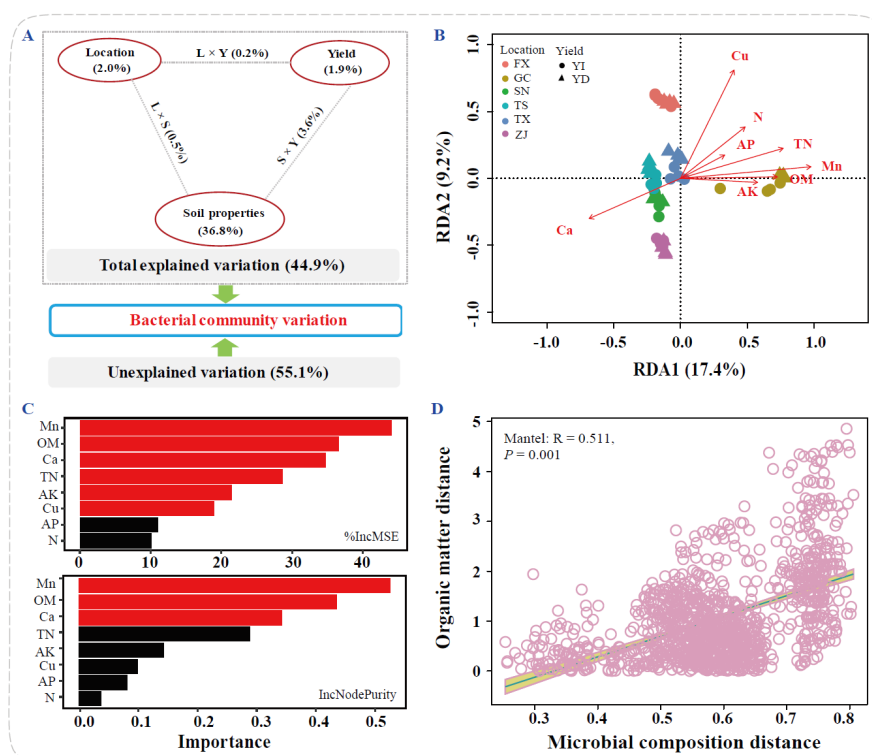 A
Location
(2.0%)
L × Y (0.2%)
Yield
(1.9%)
L × S (0.5%)
S × Y (3.6%)
Soil properties
(36.8%)
Total explained variation (44.9%)
Bacterial community variation
Unexplained variation (55.1%)
B
Location Yield
FX YI
GC YD
SN
TS
TX
ZJ
Cu
N
AP
TN
Mn
OM
AK
Ca
1.0
0.5
0.0
-0.5
-1.0
RDA2 (9.2%)
-1.0 -0.5 0.0 0.5 1.0
RDA1 (17.4%)
C
Mn
OM
Ca
TN
AK
Cu
AP
N
%IncMSE
0 10 20 30 40
Mn
OM
Ca
TN
AK
Cu
AP
N
IncNodePurity
0.0 0.1 0.2 0.3 0.4 0.5
Importance
D
Mantel: R = 0.511,
P = 0.001
5
4
3
2
1
0
Organic matter distance
0.3 0.4 0.5 0.6 0.7 0.8
Microbial composition distance